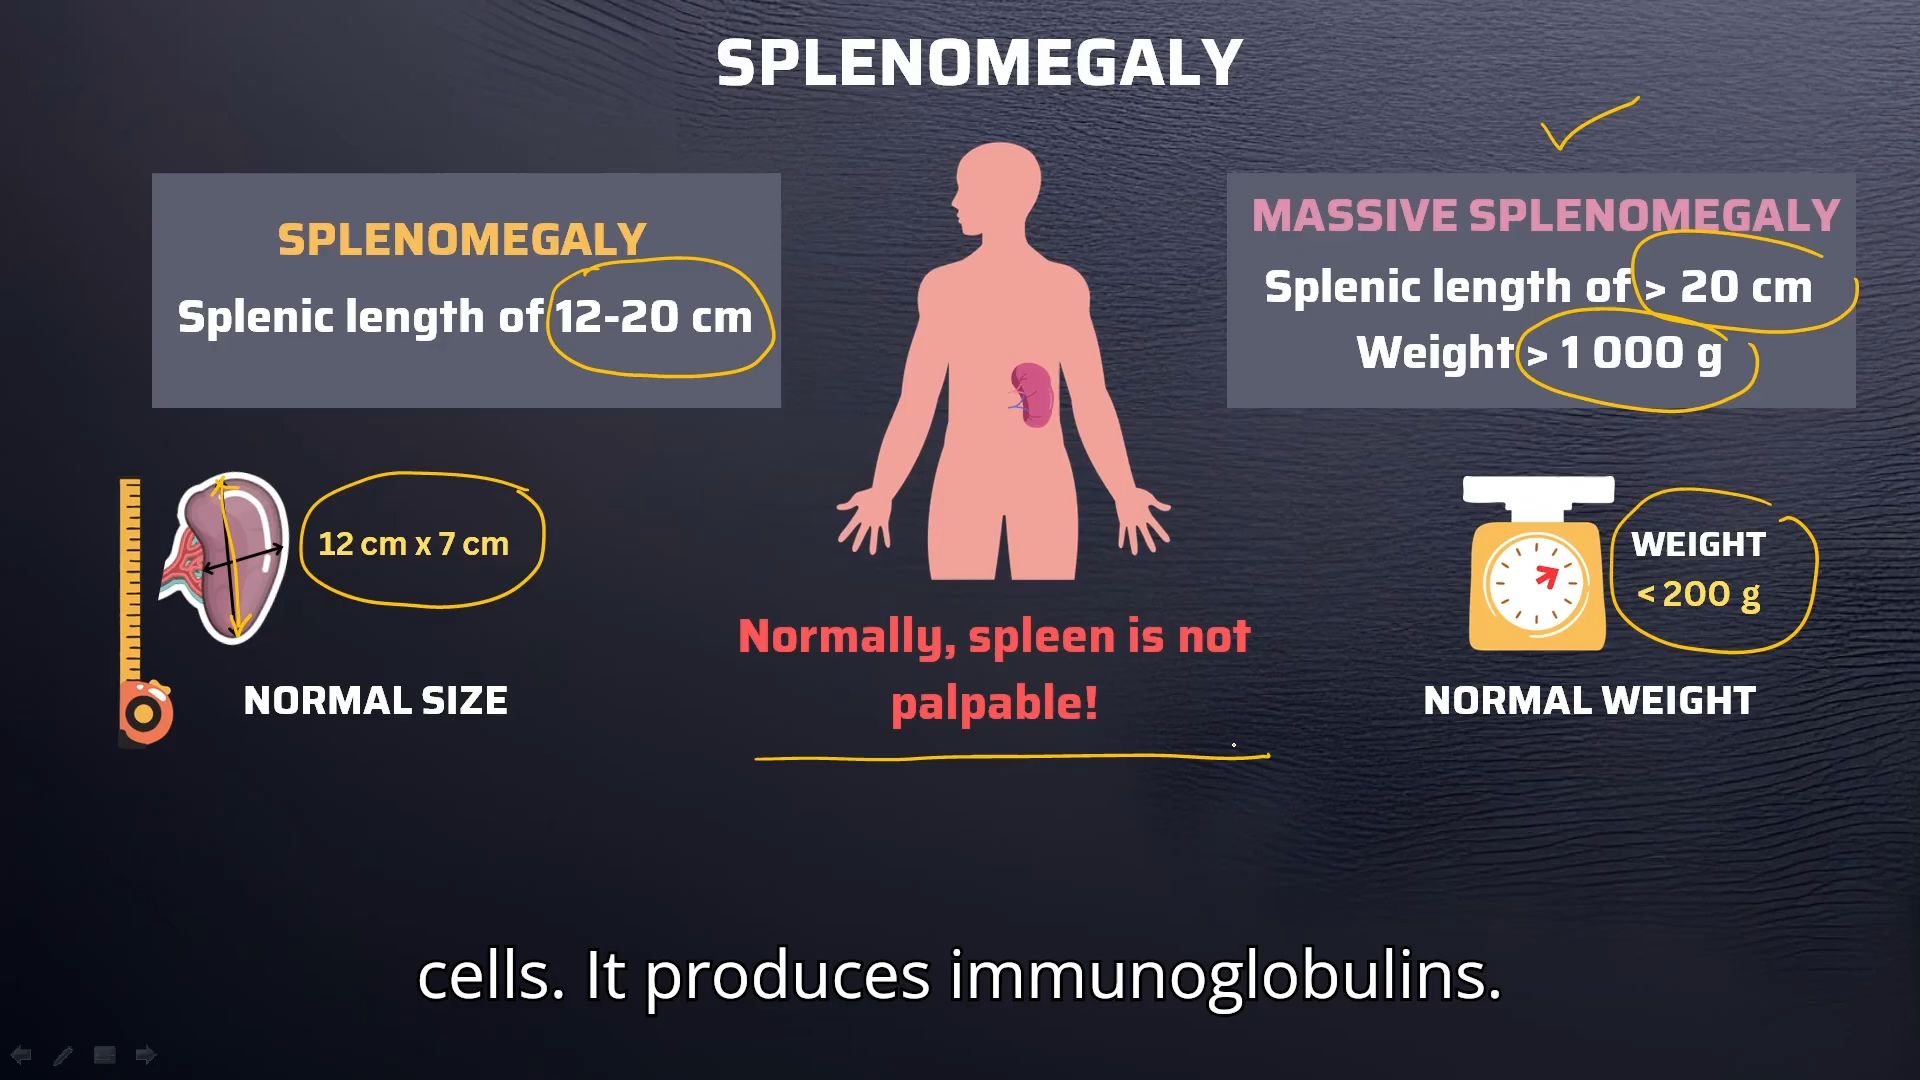 SPLENOMEGALY
SPLENOMEGALY
Splenic length of 12-20 cm
MASSIVE SPLENOMEGALY
Splenic length of > 20 cm
Weight > 1 000 g
12 cm x 7 cm
NORMAL SIZE
Normally, spleen is not
palpable!
WEIGHT
< 200 g
NORMAL WEIGHT
cells. It produces immunoglobulins.